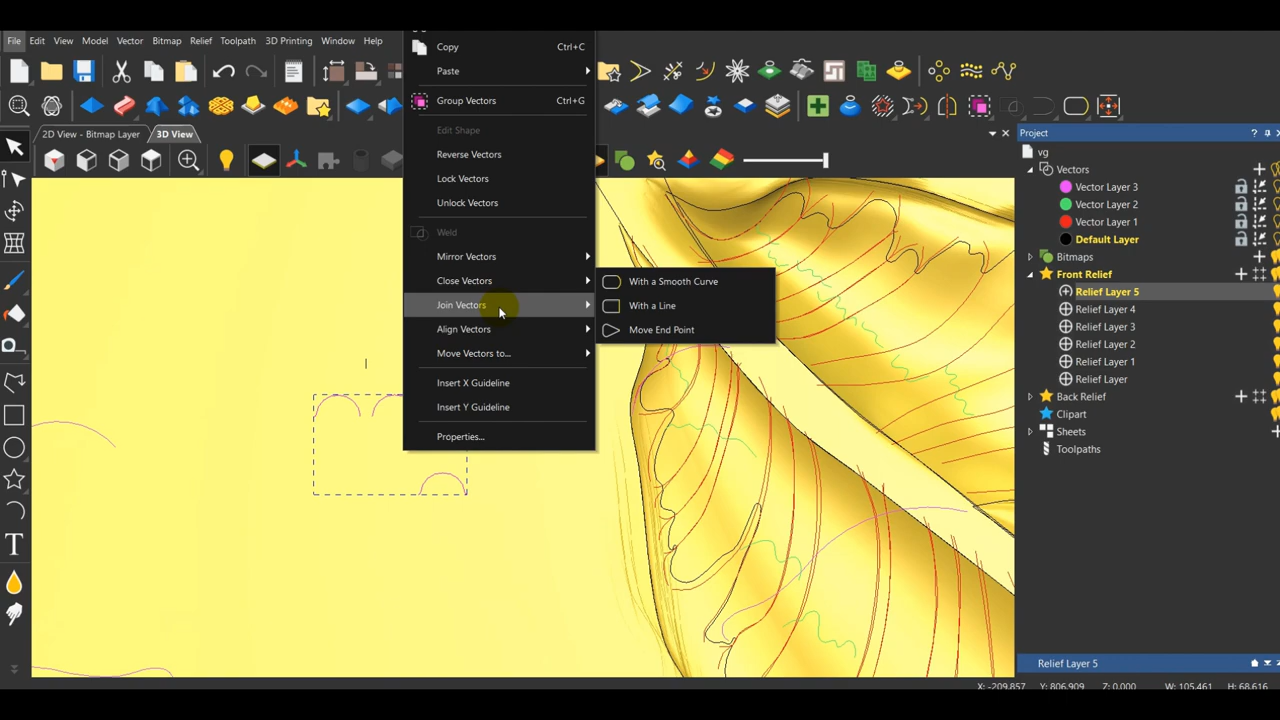 File Edit View Model Vector Bitmap Relief Toolpath 3D Printing Window Help
Copy Ctrl+C
Paste
Group Vectors Ctrl+G
Edit Shape
Reverse Vectors
Lock Vectors
Unlock Vectors
Weld
Mirror Vectors
Close Vectors
Join Vectors
Align Vectors
Move Vectors to...
Insert X Guideline
Insert Y Guideline
Properties...
With a Smooth Curve
With a Line
Move End Point
2D View - Bitmap Layer 3D View
Project
vg
Vectors
Vector Layer 3
Vector Layer 2
Vector Layer 1
Default Layer
Bitmaps
Front Relief
Relief Layer 5
Relief Layer 4
Relief Layer 3
Relief Layer 2
Relief Layer 1
Relief Layer
Back Relief
Clipart
Sheets
Toolpaths
Relief Layer 5
X: -209.857 Y: 806.909 Z: 0.000 W: 105.461 H: 68.616